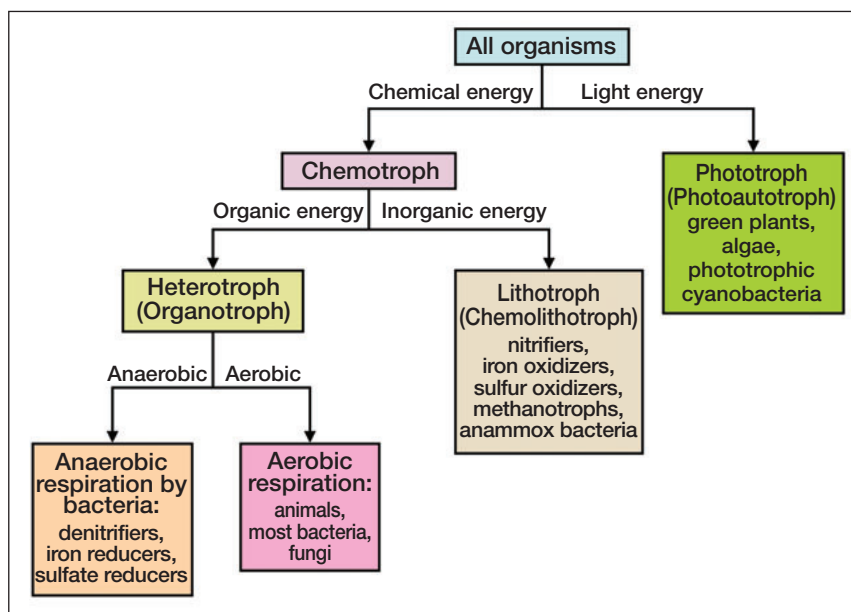 All organisms
Chemical energy
Light energy
Chemotroph
Phototroph
(Photoautotroph)
green plants,
algae,
phototrophic
cyanobacteria
Organic energy
Inorganic energy
Heterotroph
(Organotroph)
Lithotroph
(Chemolithotroph)
nitrifiers,
iron oxidizers,
sulfur oxidizers,
methanotrophs,
anammox bacteria
Anaerobic
Aerobic
Anaerobic
respiration by
bacteria:
denitrifiers,
iron reducers,
sulfate reducers
Aerobic
respiration:
animals,
most bacteria,
fungi